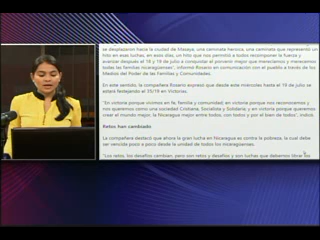 se desplazaron hacia la ciudad de Masaya, una caminata heroica, una caminata que representó un
hito en esas luchas, en esos días, un hito que nos permitió a todos recomponer la fuerza y
avanzar después del 18 y 19 de julio a conquistar el porvenir mejor que merecíamos y merecemos
todas las familias nicaragüenses", informó Rosario en comunicación con el pueblo a través de los
Medios del Poder de las Familias y Comunidades.
En este sentido, la compañera Rosario expresó que desde este miércoles hasta el 19 de julio se
estará festejando el 39/19 en Victorias.
"En victoria porque vivimos en fe, familia y comunidad; en victoria porque nos reconocemos y
nos queremos como una sociedad Cristiana, Socialista y Solidaria; y en victoria porque queremos
crear el mundo mejor, la Nicaragua mejor entre todos, con todos y por el bien de todos", indicó.
Retos han cambiado
La compañera destacó que ahora la gran lucha en Nicaragua es contra la pobreza, la cual debe
ser vencida poco a poco desde la unidad de todos los nicaragüenses.
"Los retos, los desafíos cambian, pero son retos y desafíos y son luchas que debemos librar los